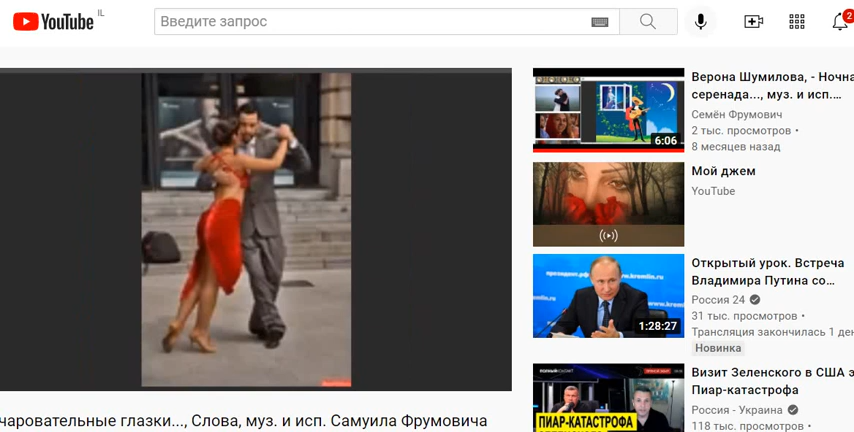 YouTube IL
Введите запрос
2
чаровательные глазки..., Слова, муз. и исп. Самуила Фрумовича
6:06
Верона Шумилова, - Ночна
серенада..., муз. и исп....
Семён Фрумович
2 тыс. просмотров •
8 месяцев назад
Мой джем
YouTube
www.kremlin.ru
1:28:27
Открытый урок. Встреча
Владимира Путина со...
Россия 24
31 тыс. просмотров •
Трансляция закончилась 1 ден
Новинка
ПИАР-КАТАСТРОФА
Визит Зеленского в США з
Пиар-катастрофа
Россия - Украина
118 тыс. просмотров •